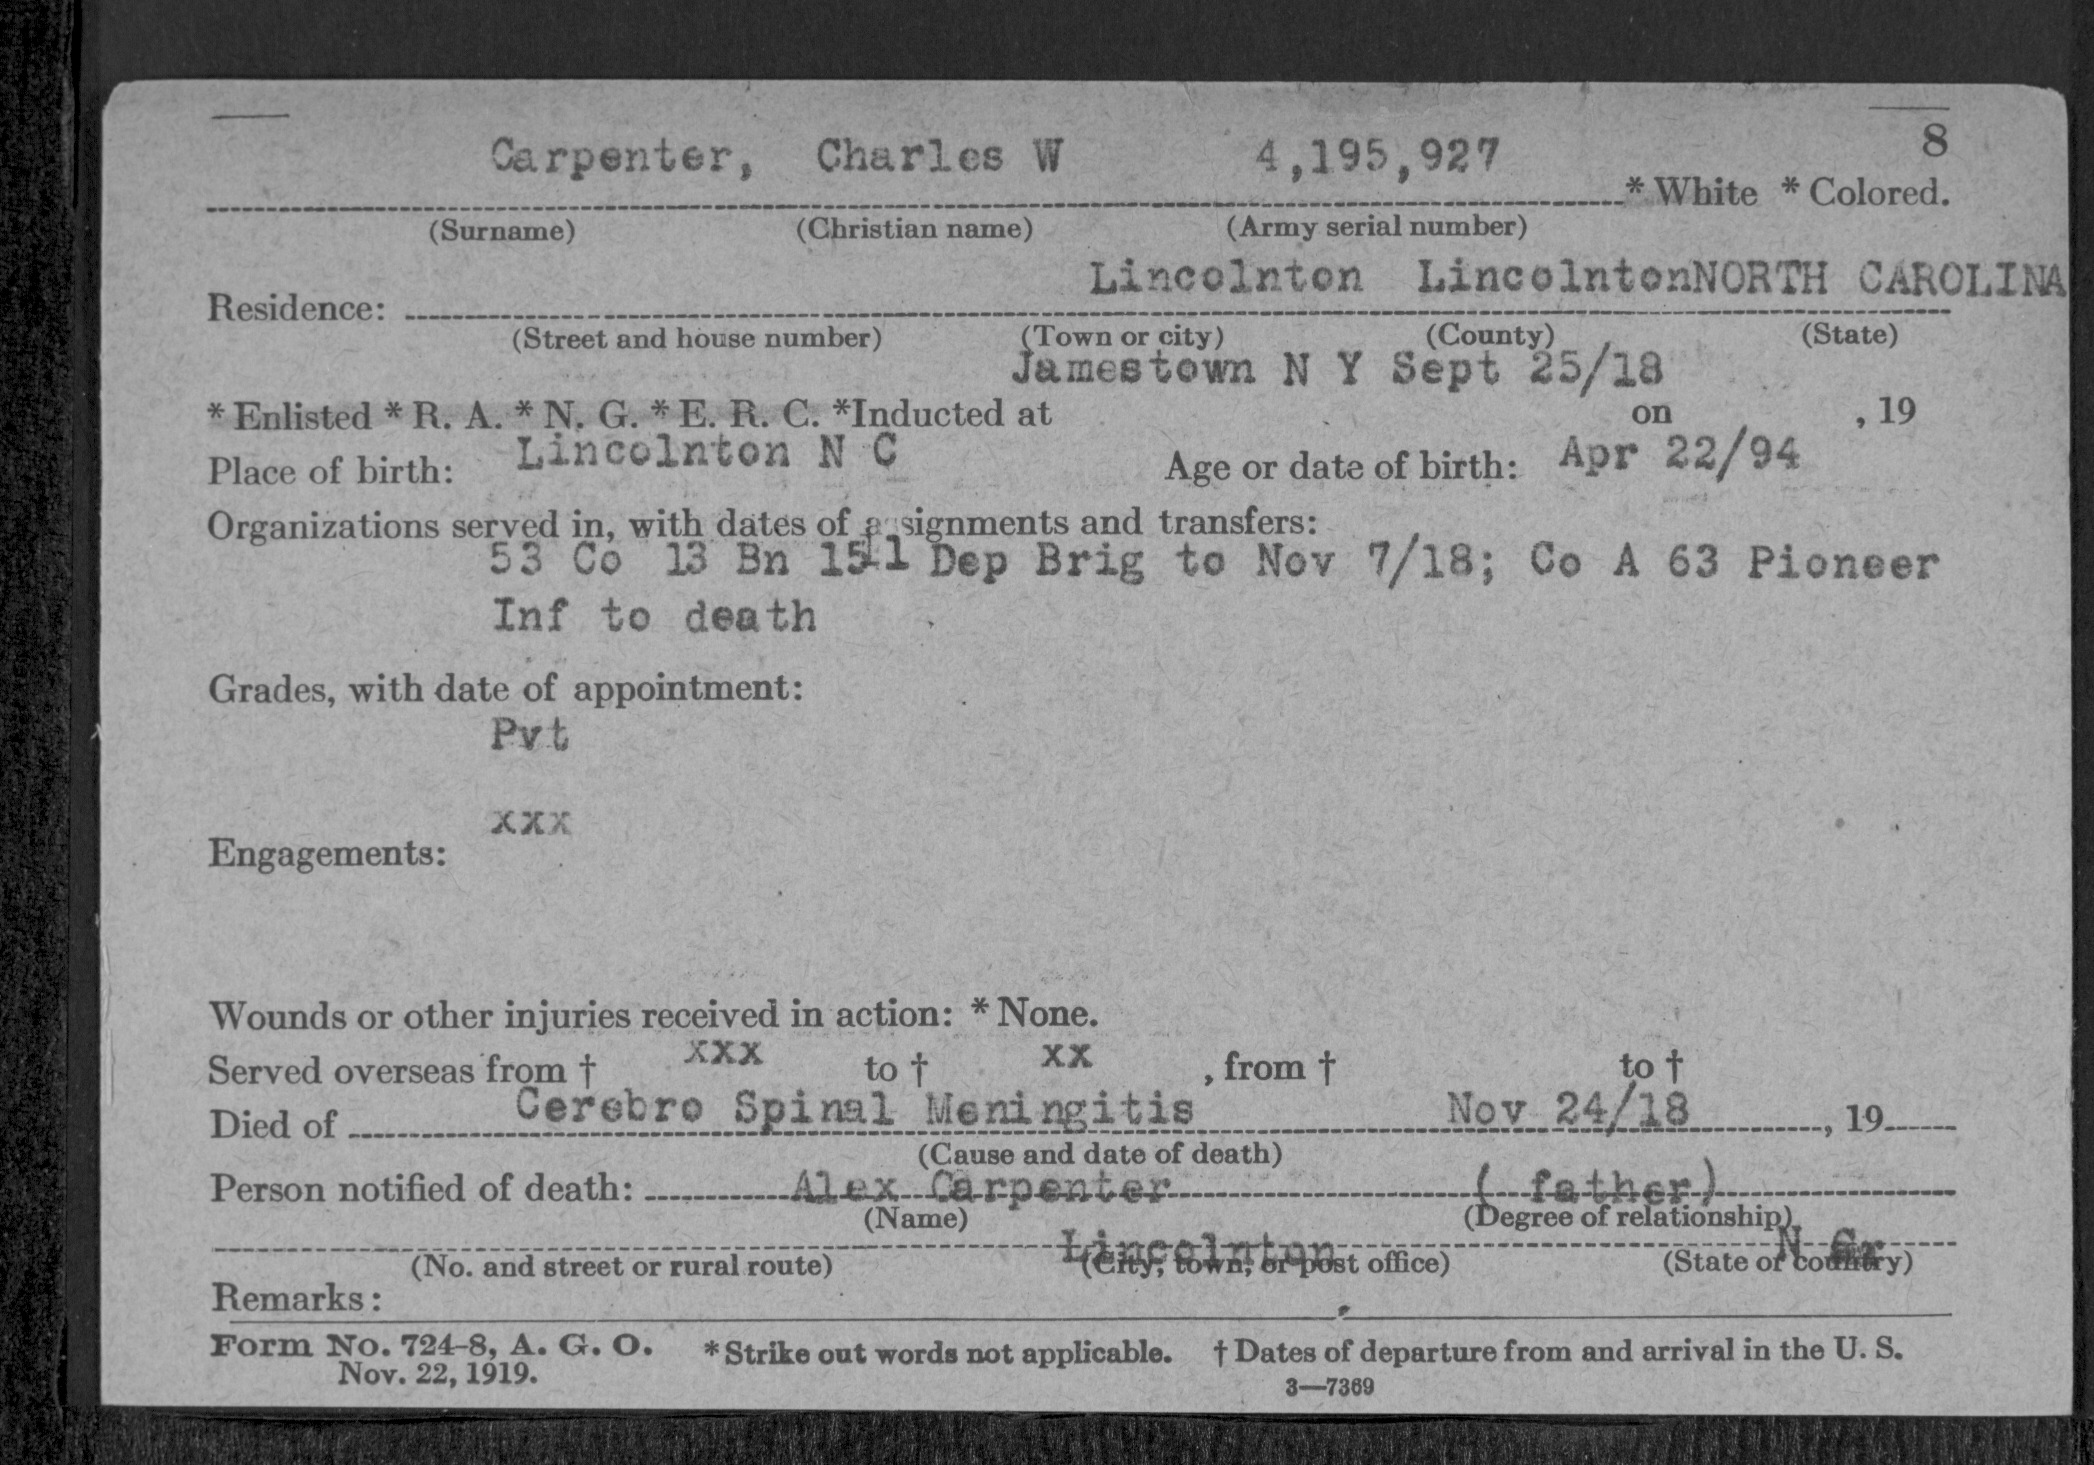 8
Carpenter, Charles W 4,195,927 * White * Colored.
(Surname) (Christian name) (Army serial number)
Residence: Lincolnton LincolntonNORTH CAROLINA
(Street and house number) (Town or city) (County) (State)
Jamestown N Y Sept 25/18
* Enlisted * R. A. * N. G. * E. R. C. *Inducted at on , 19
Place of birth: Lincolnton N C Age or date of birth: Apr 22/94
Organizations served in, with dates of assignments and transfers:
53 Co 13 Bn 151 Dep Brig to Nov 7/18; Co A 63 Pioneer
Inf to death
Grades, with date of appointment:
Pvt
xxx
Engagements:
Wounds or other injuries received in action: * None.
Served overseas from † xxx to † xx , from † to †
Died of Cerebro Spinal Meningitis Nov 24/18 , 19
(Cause and date of death)
Person notified of death: Alex Carpenter ( father)
(Name) (Degree of relationship)
Lincolnton N
(No. and street or rural route) (City, town, or post office) (State or country)
Remarks:
Form No. 724-8, A. G. O. * Strike out words not applicable. † Dates of departure from and arrival in the U. S.
Nov. 22, 1919. 3—7369